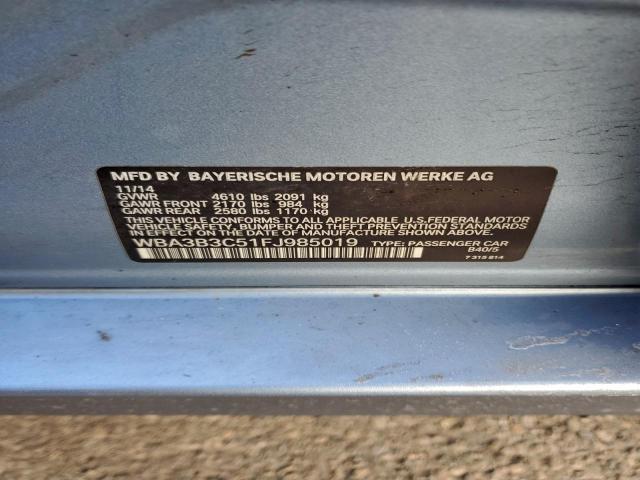 MFD BY BAYERISCHE MOTOREN WERKE AG
11/14
GVWR 4610 lbs 2091 kg
GAWR FRONT 2170 lbs 984 kg
GAWR REAR 2580 lbs 1170 kg
THIS VEHICLE CONFORMS TO ALL APPLICABLE U.S.FEDERAL MOTOR
VEHICLE SAFETY, BUMPER, AND THEFT PREVENTION STANDARDS
IN EFFECT ON THE DATE OF MANUFACTURE SHOWN ABOVE.
WBA3B3C51FJ985019 TYPE: PASSENGER CAR
B40/5
7 315 814